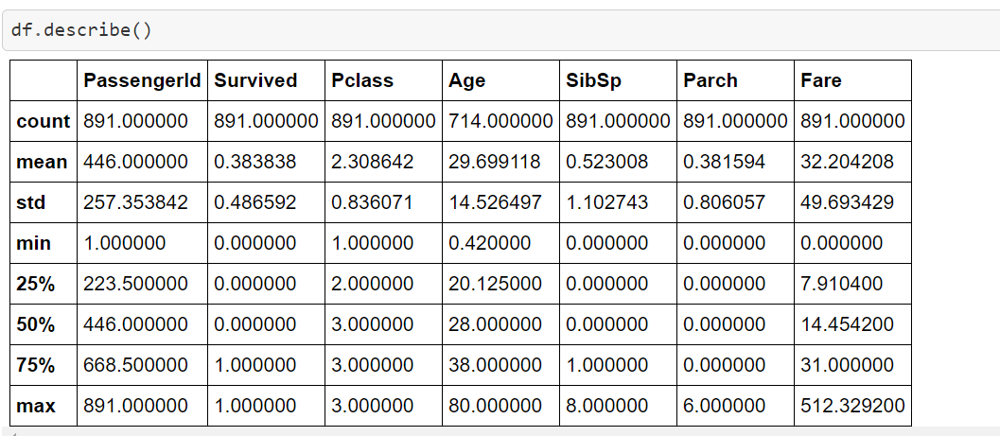 df.describe()
PassengerId Survived Pclass Age SibSp Parch Fare
count 891.000000 891.000000 891.000000 714.000000 891.000000 891.000000 891.000000
mean 446.000000 0.383838 2.308642 29.699118 0.523008 0.381594 32.204208
std 257.353842 0.486592 0.836071 14.526497 1.102743 0.806057 49.693429
min 1.000000 0.000000 1.000000 0.420000 0.000000 0.000000 0.000000
25% 223.500000 0.000000 2.000000 20.125000 0.000000 0.000000 7.910400
50% 446.000000 0.000000 3.000000 28.000000 0.000000 0.000000 14.454200
75% 668.500000 1.000000 3.000000 38.000000 1.000000 0.000000 31.000000
max 891.000000 1.000000 3.000000 80.000000 8.000000 6.000000 512.329200